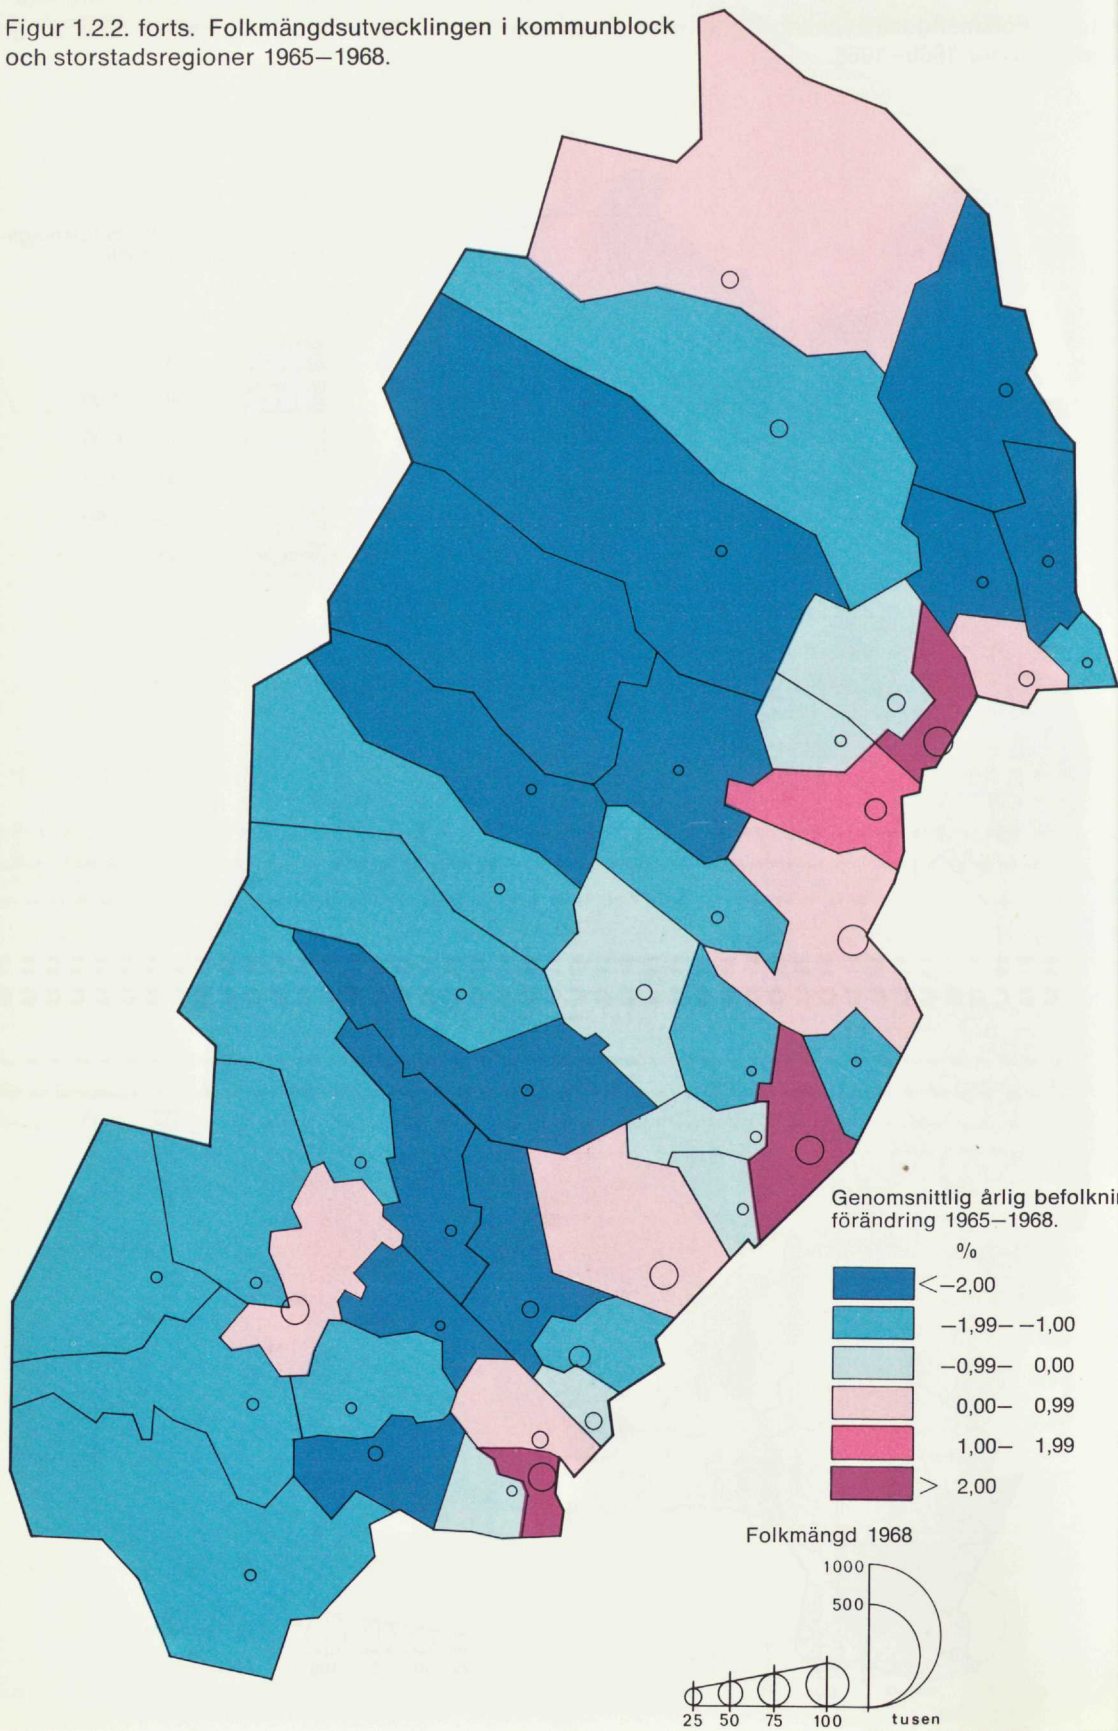 Figur 1.2.2. forts. Folkmängdsutvecklingen i kommunblock
och storstadsregioner 1965—1968.
Genomsnittlig årlig befolkni
förändring 1965—1968.
%
< —2,00
—1,99— —1,00
—0,99— 0,00
0,00— 0,99
1,00— 1,99
> 2,00
Folkmängd 1968
1000
500
25 50 75 100 tusen